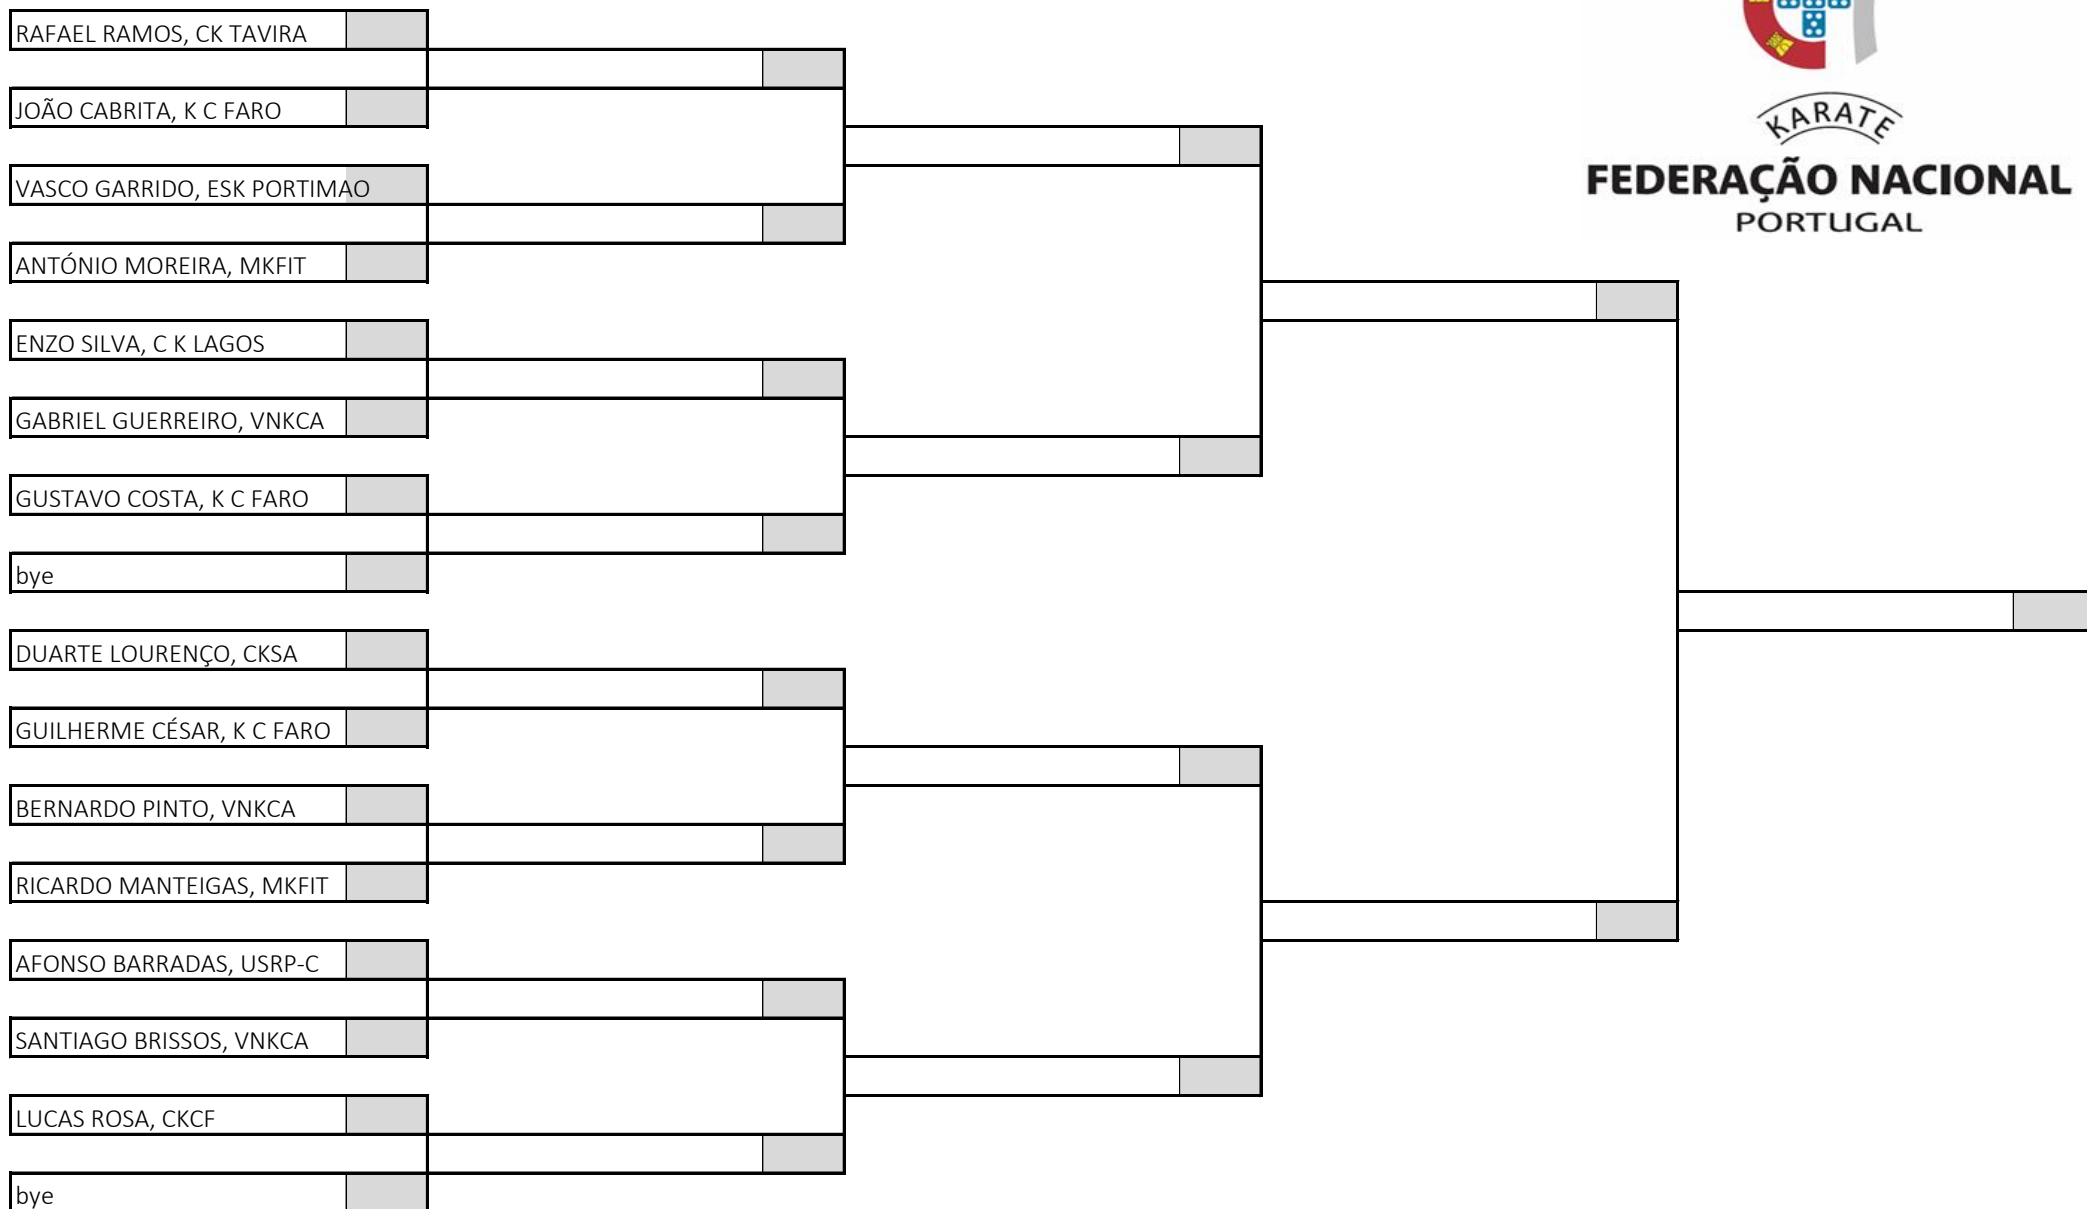 RAFAEL RAMOS, CK TAVIRA
JOÃO CABRITA, K C FARO
VASCO GARRIDO, ESK PORTIMAO
ANTÓNIO MOREIRA, MKFIT
ENZO SILVA, C K LAGOS
GABRIEL GUERREIRO, VNKCA
GUSTAVO COSTA, K C FARO
bye
DUARTE LOURENÇO, CKSA
GUILHERME CÉSAR, K C FARO
BERNARDO PINTO, VNKCA
RICARDO MANTEIGAS, MKFIT
AFONSO BARRADAS, USRP-C
SANTIAGO BRISSOS, VNKCA
LUCAS ROSA, CKCF
bye
KARATE
FEDERAÇÃO NACIONAL
PORTUGAL